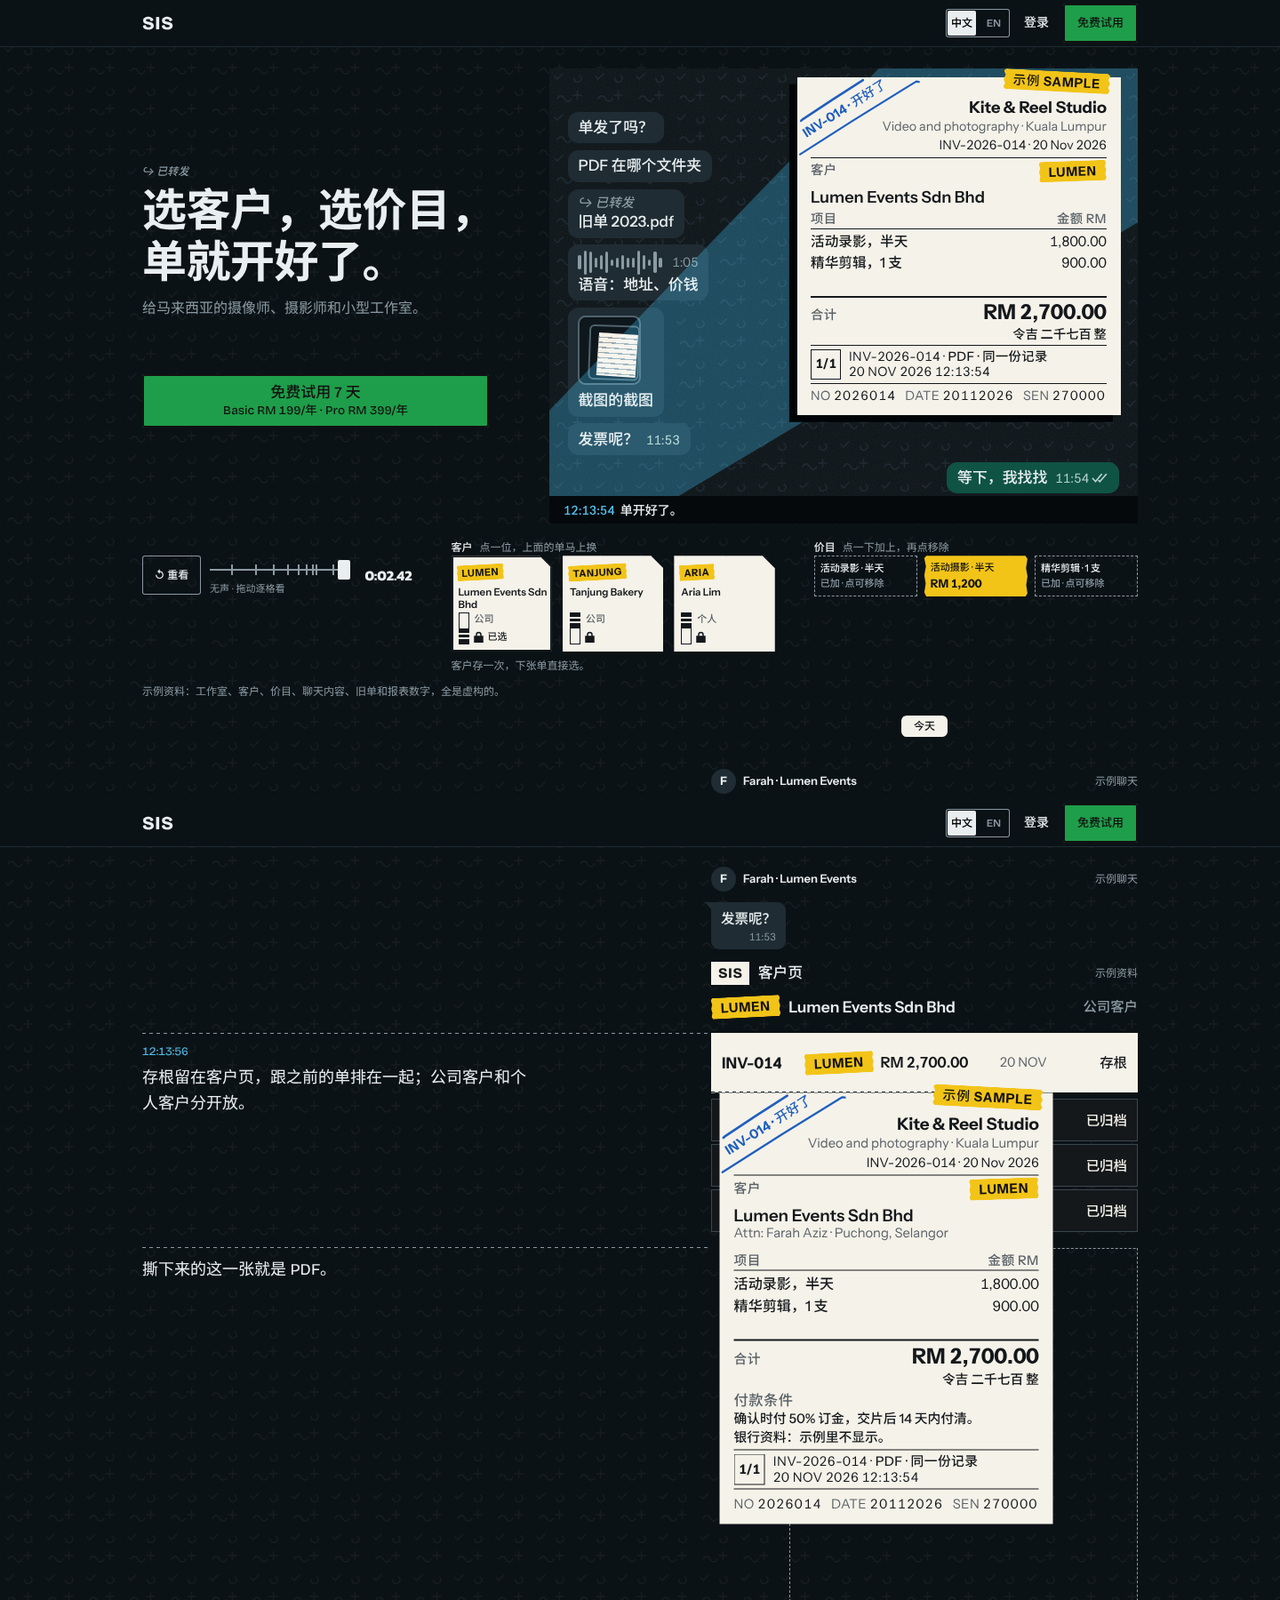 SIS
中文 EN 登录 免费试用
↪ 已转发
选客户，选价目，
单就开好了。
给马来西亚的摄像师、摄影师和小型工作室。
免费试用 7 天
Basic RM 199/年 · Pro RM 399/年
单发了吗？
PDF 在哪个文件夹
↪ 已转发
旧单 2023.pdf
1:05
语音：地址、价钱
截图的截图
发票呢？ 11:53
示例 SAMPLE
INV-014 · 开好了
Kite & Reel Studio
Video and photography · Kuala Lumpur
INV-2026-014 · 20 Nov 2026
客户 LUMEN
Lumen Events Sdn Bhd
项目 金额 RM
活动录影，半天 1,800.00
精华剪辑，1 支 900.00
合计 RM 2,700.00
令吉 二千七百 整
1/1 INV-2026-014 · PDF · 同一份记录
20 NOV 2026 12:13:54
NO 2026014 DATE 20112026 SEN 270000
等下，我找找 11:54
12:13:54 单开好了。
↺ 重看
无声 · 拖动逐格看
0:02.42
客户 点一位，上面的单马上换
LUMEN
Lumen Events Sdn Bhd
公司
已选
TANJUNG
Tanjung Bakery
公司
ARIA
Aria Lim
个人
客户存一次，下张单直接选。
价目 点一下加上，再点移除
活动录影 · 半天
已加 · 点可移除
活动摄影 · 半天
RM 1,200
精华剪辑 · 1 支
已加 · 点可移除
示例资料：工作室、客户、价目、聊天内容、旧单和报表数字，全是虚构的。
今天
F Farah · Lumen Events 示例聊天
SIS
中文 EN 登录 免费试用
F Farah · Lumen Events 示例聊天
发票呢？
11:53
SIS 客户页 示例资料
LUMEN Lumen Events Sdn Bhd 公司客户
12:13:56
存根留在客户页，跟之前的单排在一起；公司客户和个
人客户分开放。
INV-014 LUMEN RM 2,700.00 20 NOV 存根
已归档
已归档
已归档
撕下来的这一张就是 PDF。
示例 SAMPLE
INV-014 · 开好了
Kite & Reel Studio
Video and photography · Kuala Lumpur
INV-2026-014 · 20 Nov 2026
客户 LUMEN
Lumen Events Sdn Bhd
Attn: Farah Aziz · Puchong, Selangor
项目 金额 RM
活动录影，半天 1,800.00
精华剪辑，1 支 900.00
合计 RM 2,700.00
令吉 二千七百 整
付款条件
确认时付 50% 订金，交片后 14 天内付清。
银行资料：示例里不显示。
1/1 INV-2026-014 · PDF · 同一份记录
20 NOV 2026 12:13:54
NO 2026014 DATE 20112026 SEN 270000